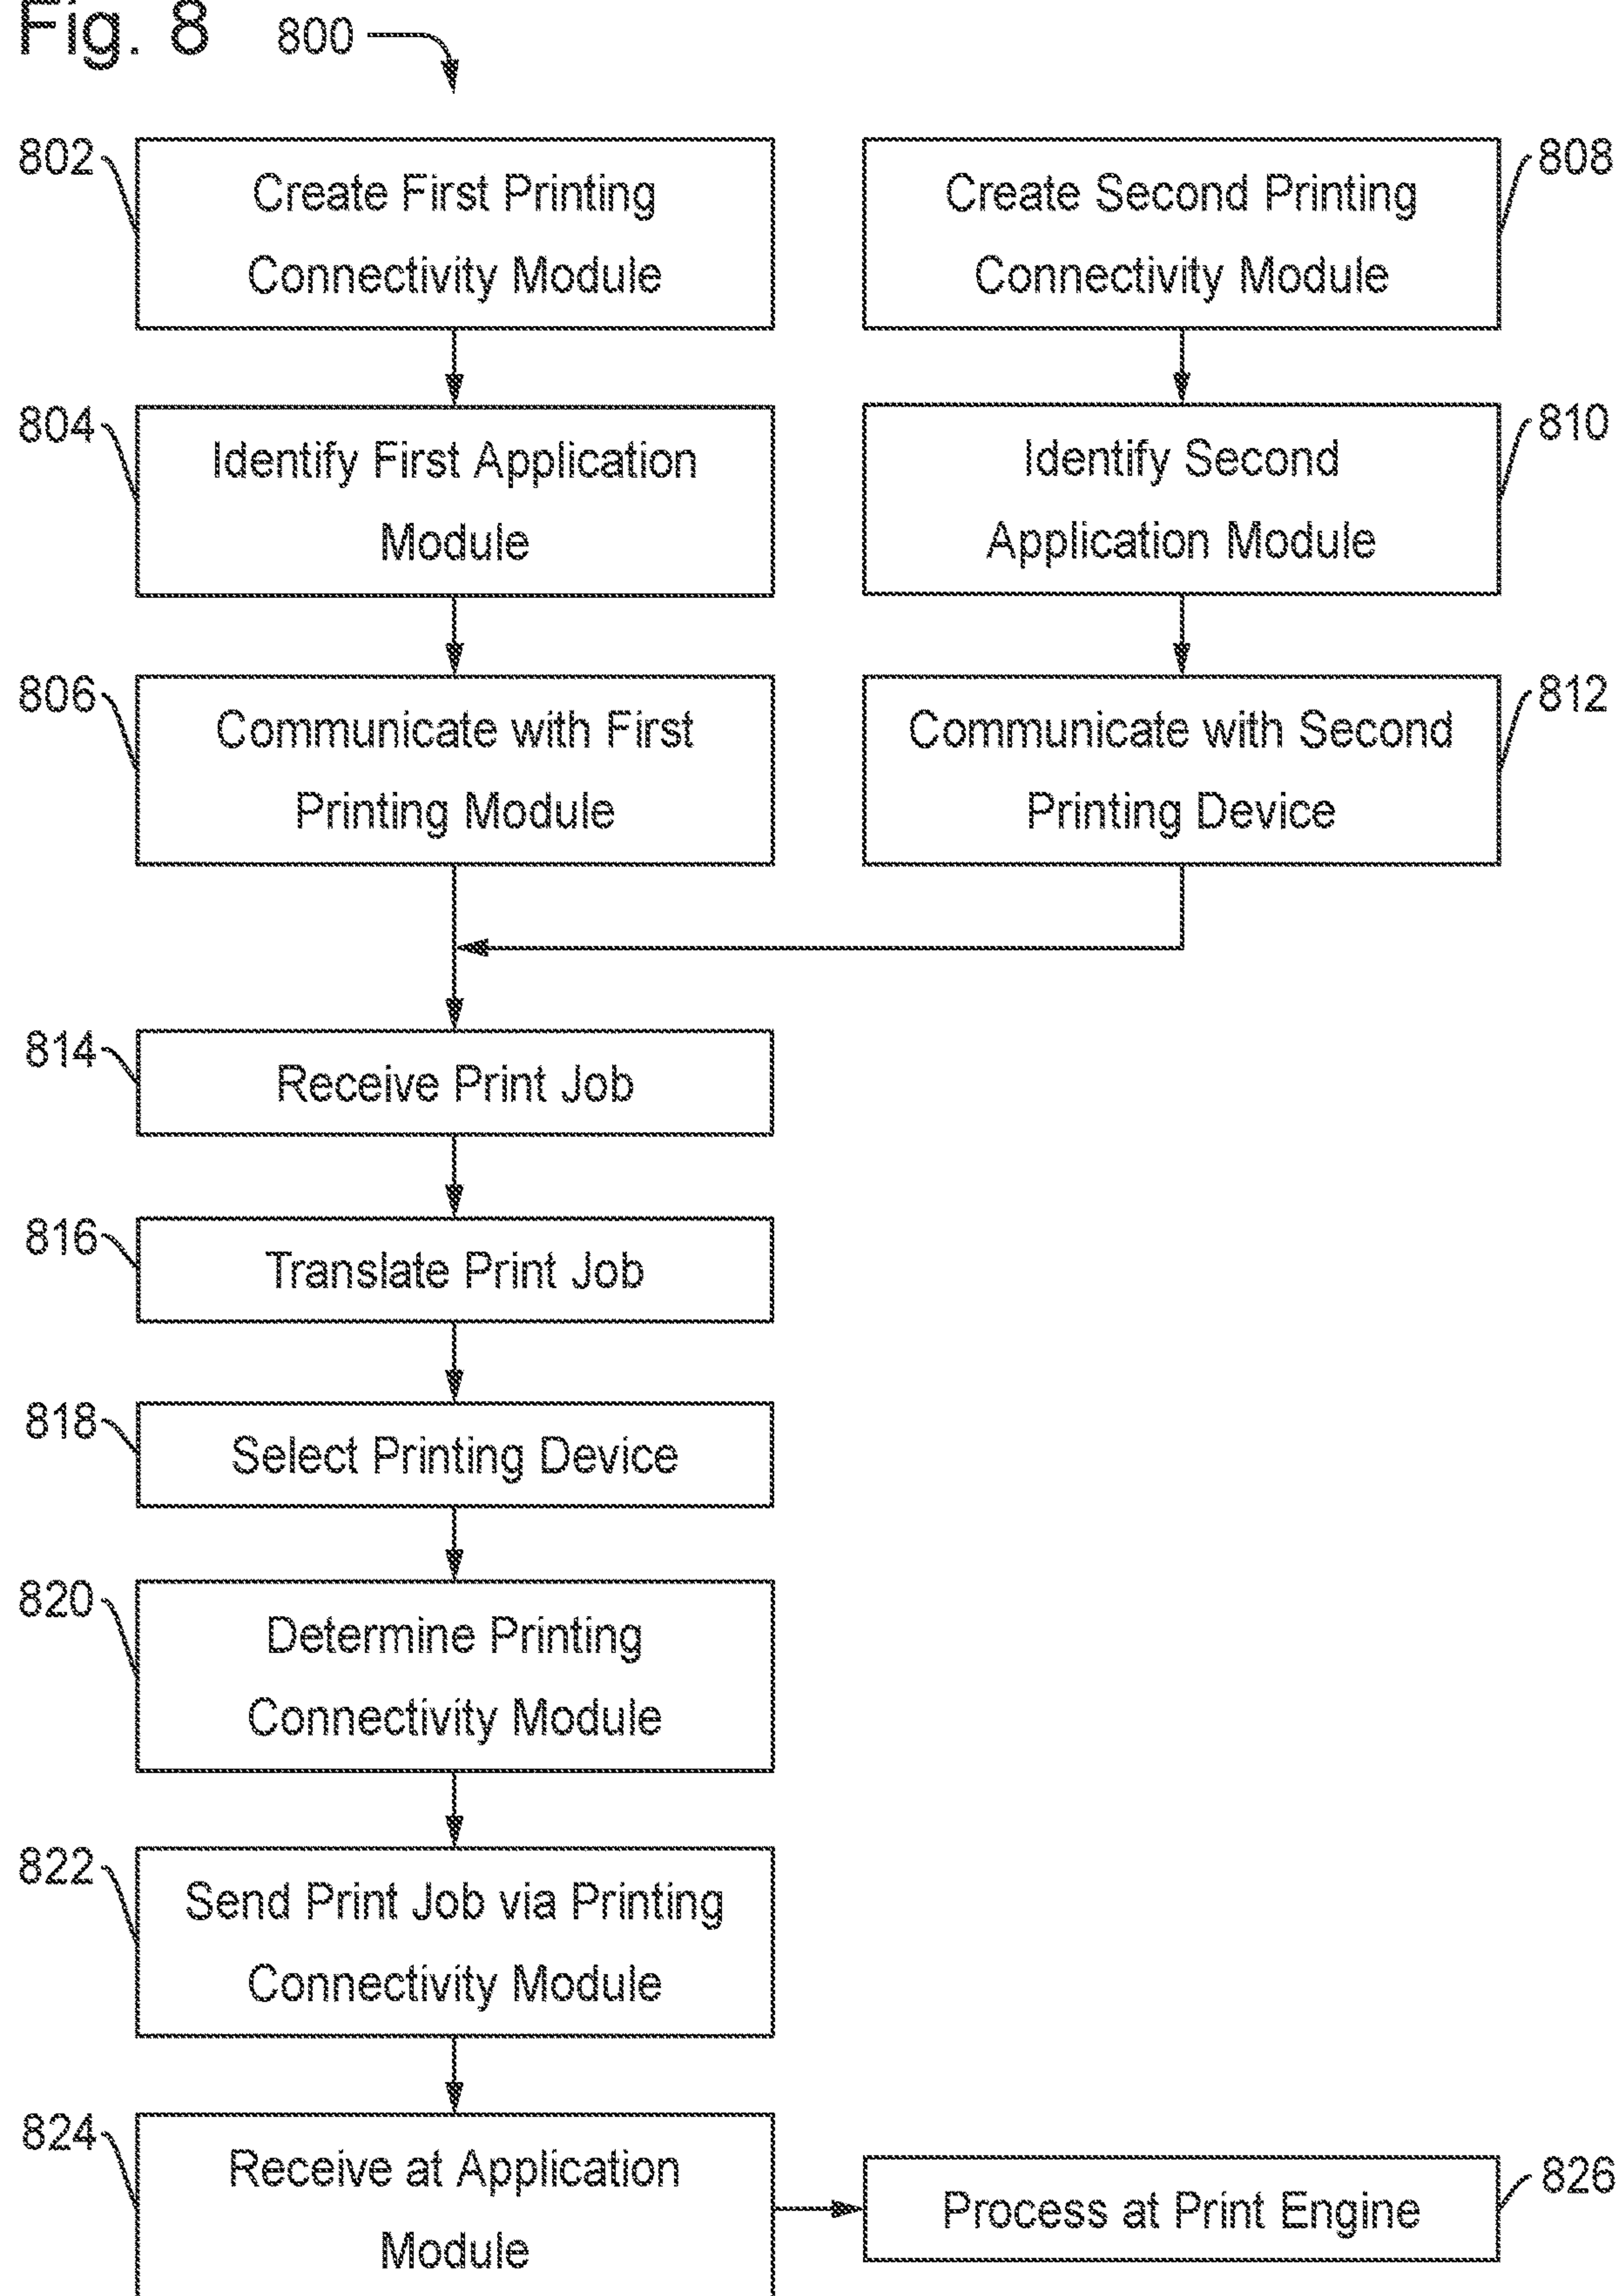 Fig. 8
800
802
Create First Printing
Connectivity Module
808
Create Second Printing
Connectivity Module
804
Identify First Application
Module
810
Identify Second
Application Module
806
Communicate with First
Printing Module
812
Communicate with Second
Printing Device
814
Receive Print Job
816
Translate Print Job
818
Select Printing Device
820
Determine Printing
Connectivity Module
822
Send Print Job via Printing
Connectivity Module
824
Receive at Application
Module
826
Process at Print Engine